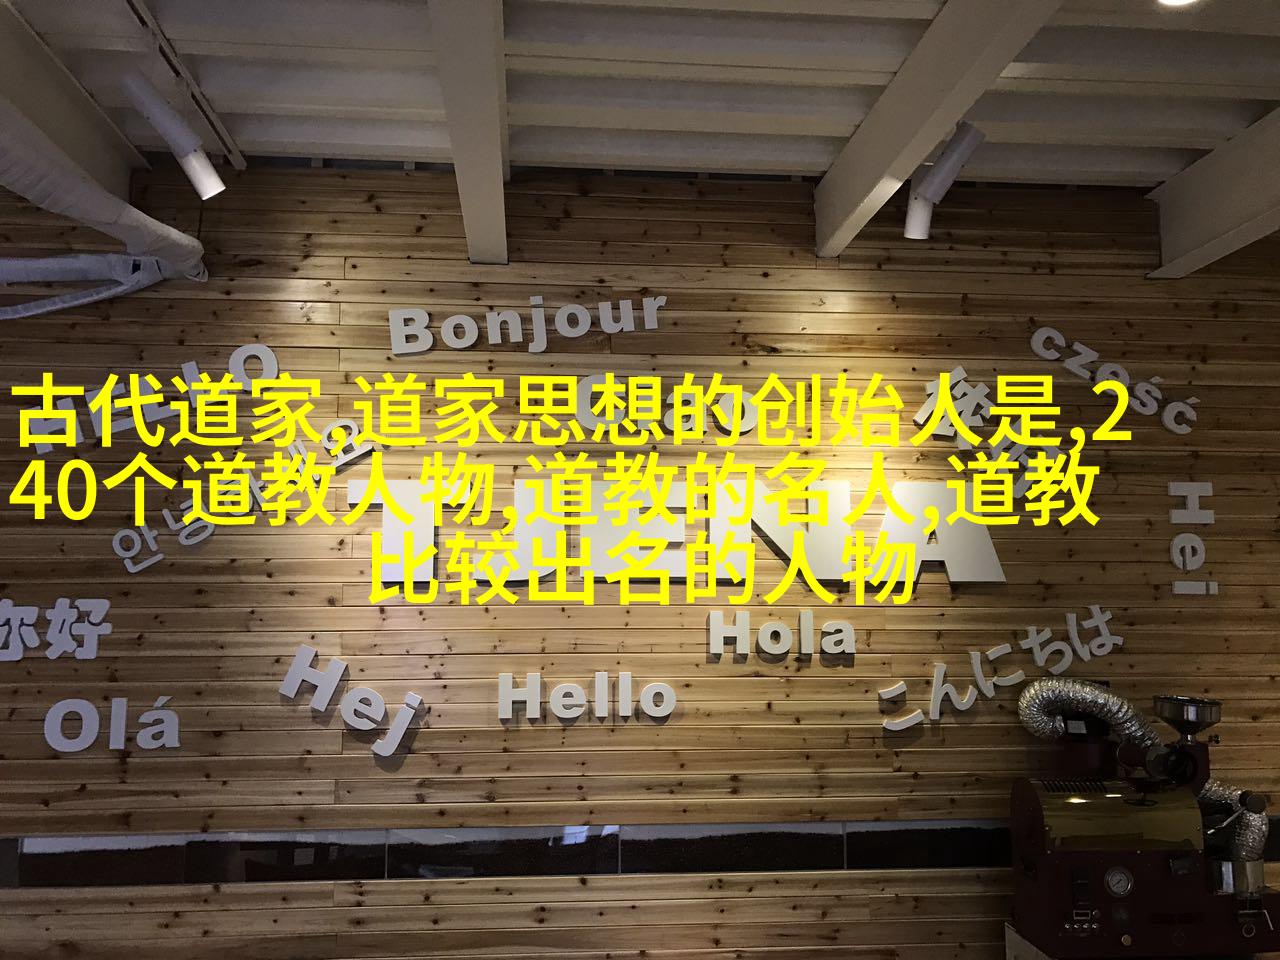 Bonjour
HELLO
Ciao
cześć
古代道家,道家思想的创始人是,2
40个道教人物,道教的名人,道教
比较出名的人物
Hei
你好
Hola
こんにちは
Hej
Hello
Olá